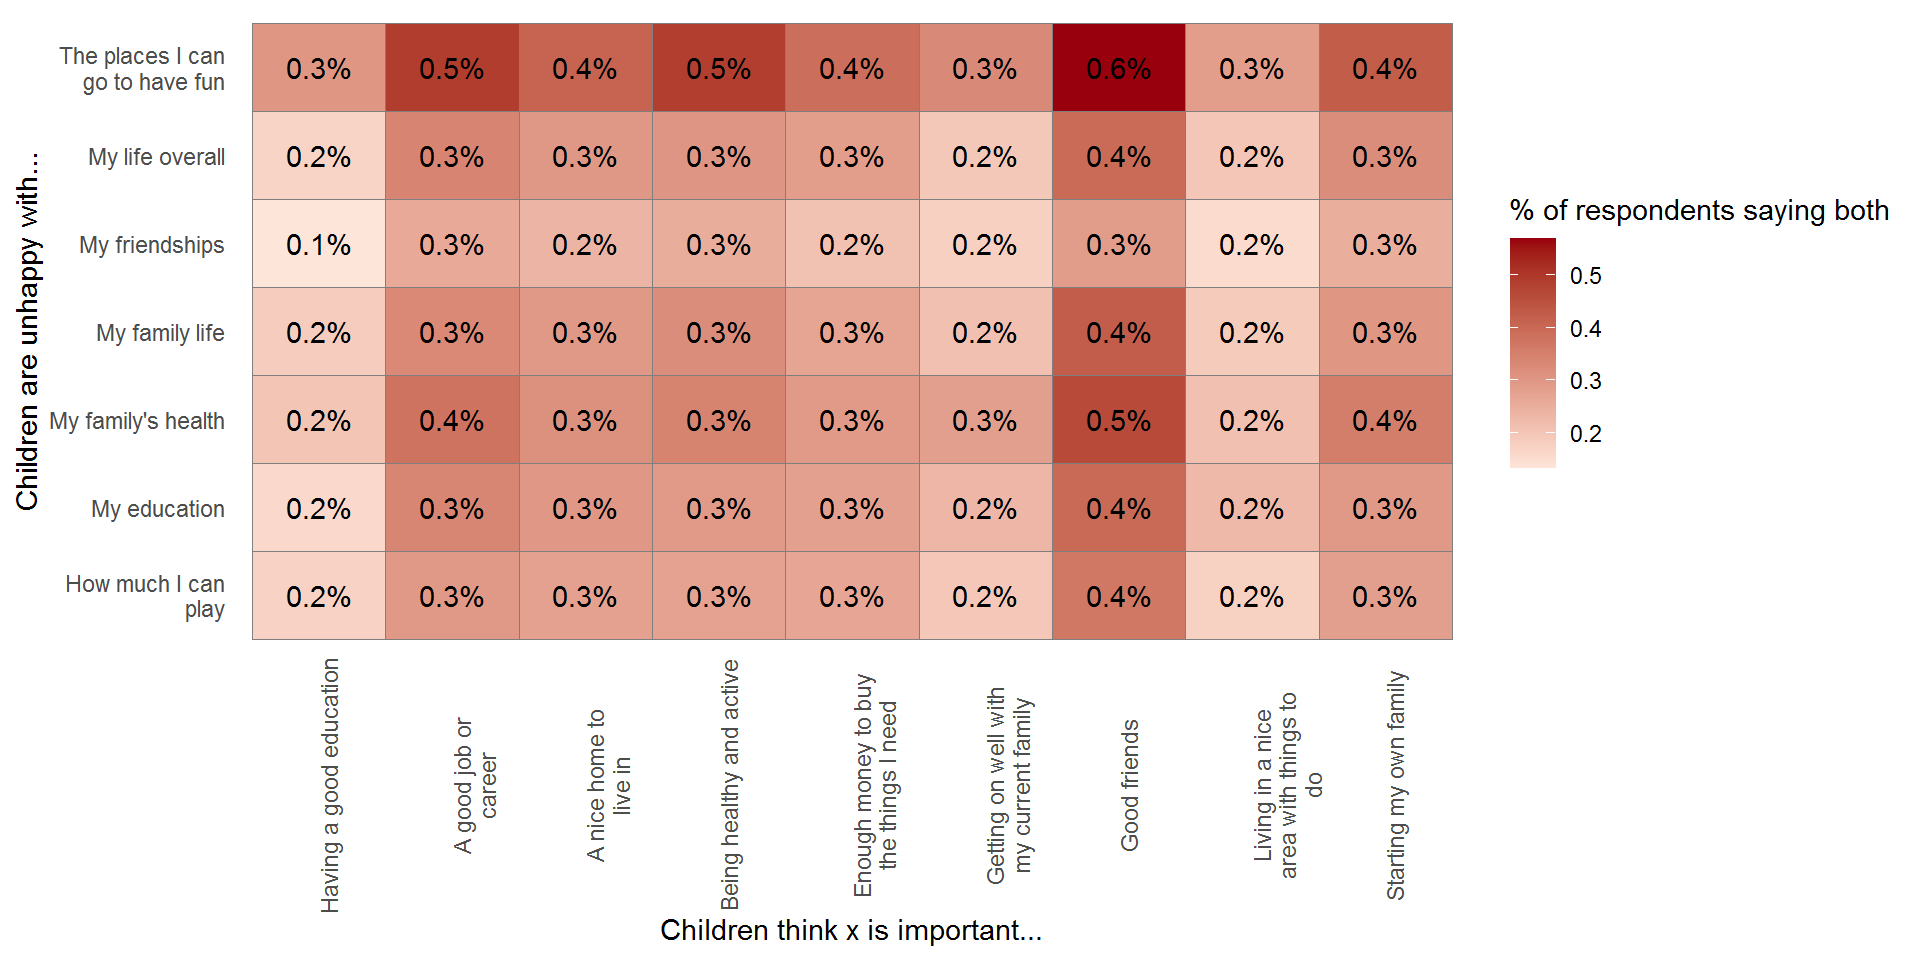 The places I can
go to have fun
0.3% 0.5% 0.4% 0.5% 0.4% 0.3% 0.6% 0.3% 0.4%
My life overall
0.2% 0.3% 0.3% 0.3% 0.3% 0.2% 0.4% 0.2% 0.3%
My friendships
0.1% 0.3% 0.2% 0.3% 0.2% 0.2% 0.3% 0.2% 0.3%
My family life
0.2% 0.3% 0.3% 0.3% 0.3% 0.2% 0.4% 0.2% 0.3%
My family's health
0.2% 0.4% 0.3% 0.3% 0.3% 0.3% 0.5% 0.2% 0.4%
My education
0.2% 0.3% 0.3% 0.3% 0.3% 0.2% 0.4% 0.2% 0.3%
How much I can
play
0.2% 0.3% 0.3% 0.3% 0.3% 0.2% 0.4% 0.2% 0.3%
Children are unhappy with...
Having a good education
A good job or
career
A nice home to
live in
Being healthy and active
Enough money to buy
the things I need
Getting on well with
my current family
Good friends
Living in a nice
area with things to
do
Starting my own family
Children think x is important...
% of respondents saying both
0.5
0.4
0.3
0.2